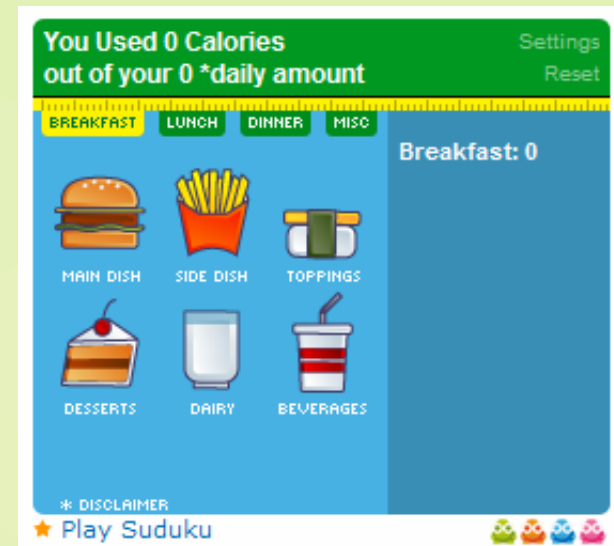 You Used 0 Calories
out of your 0 *daily amount
Settings
Reset
BREAKFAST LUNCH DINNER MISC
Breakfast: 0
MAIN DISH SIDE DISH TOPPINGS
DESSERTS DAIRY BEVERAGES
* DISCLAIMER
Play Suduku